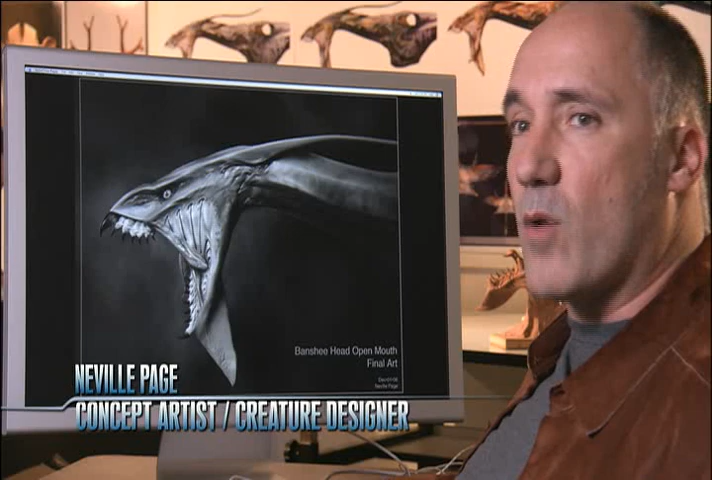 Banshee Head Open Mouth
Final Art
Neville Page
NEVILLE PAGE
CONCEPT ARTIST / CREATURE DESIGNER